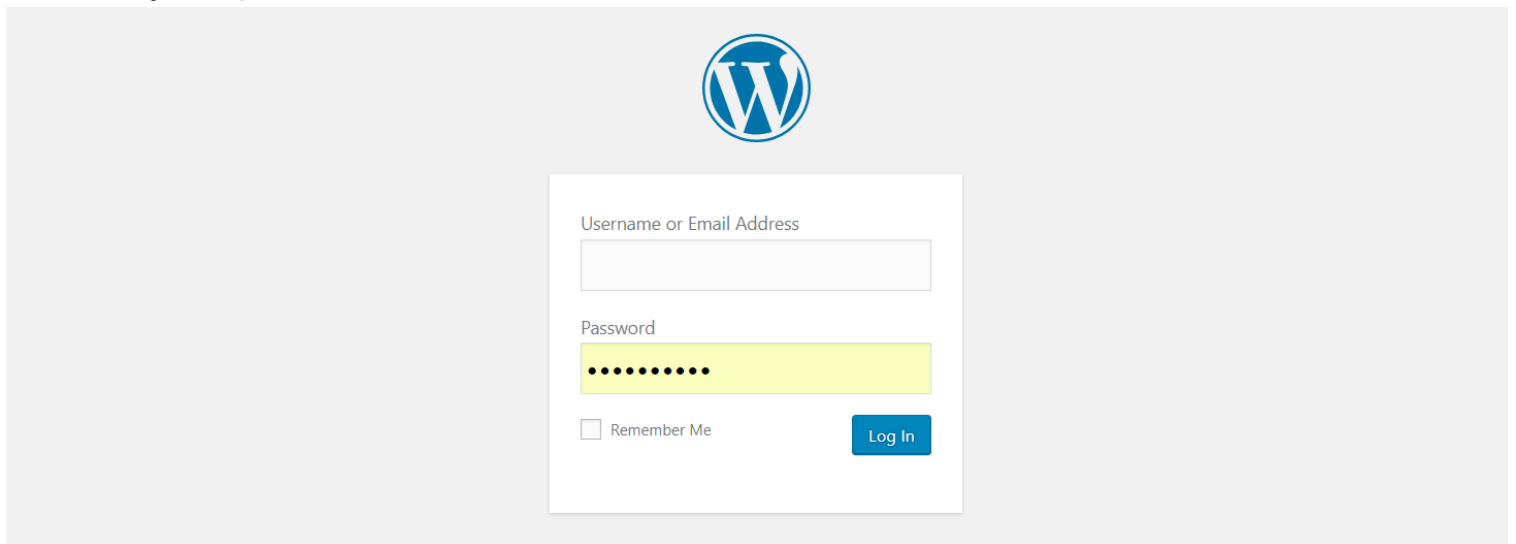 Username or Email Address
Password
••••••••••
Remember Me
Log In